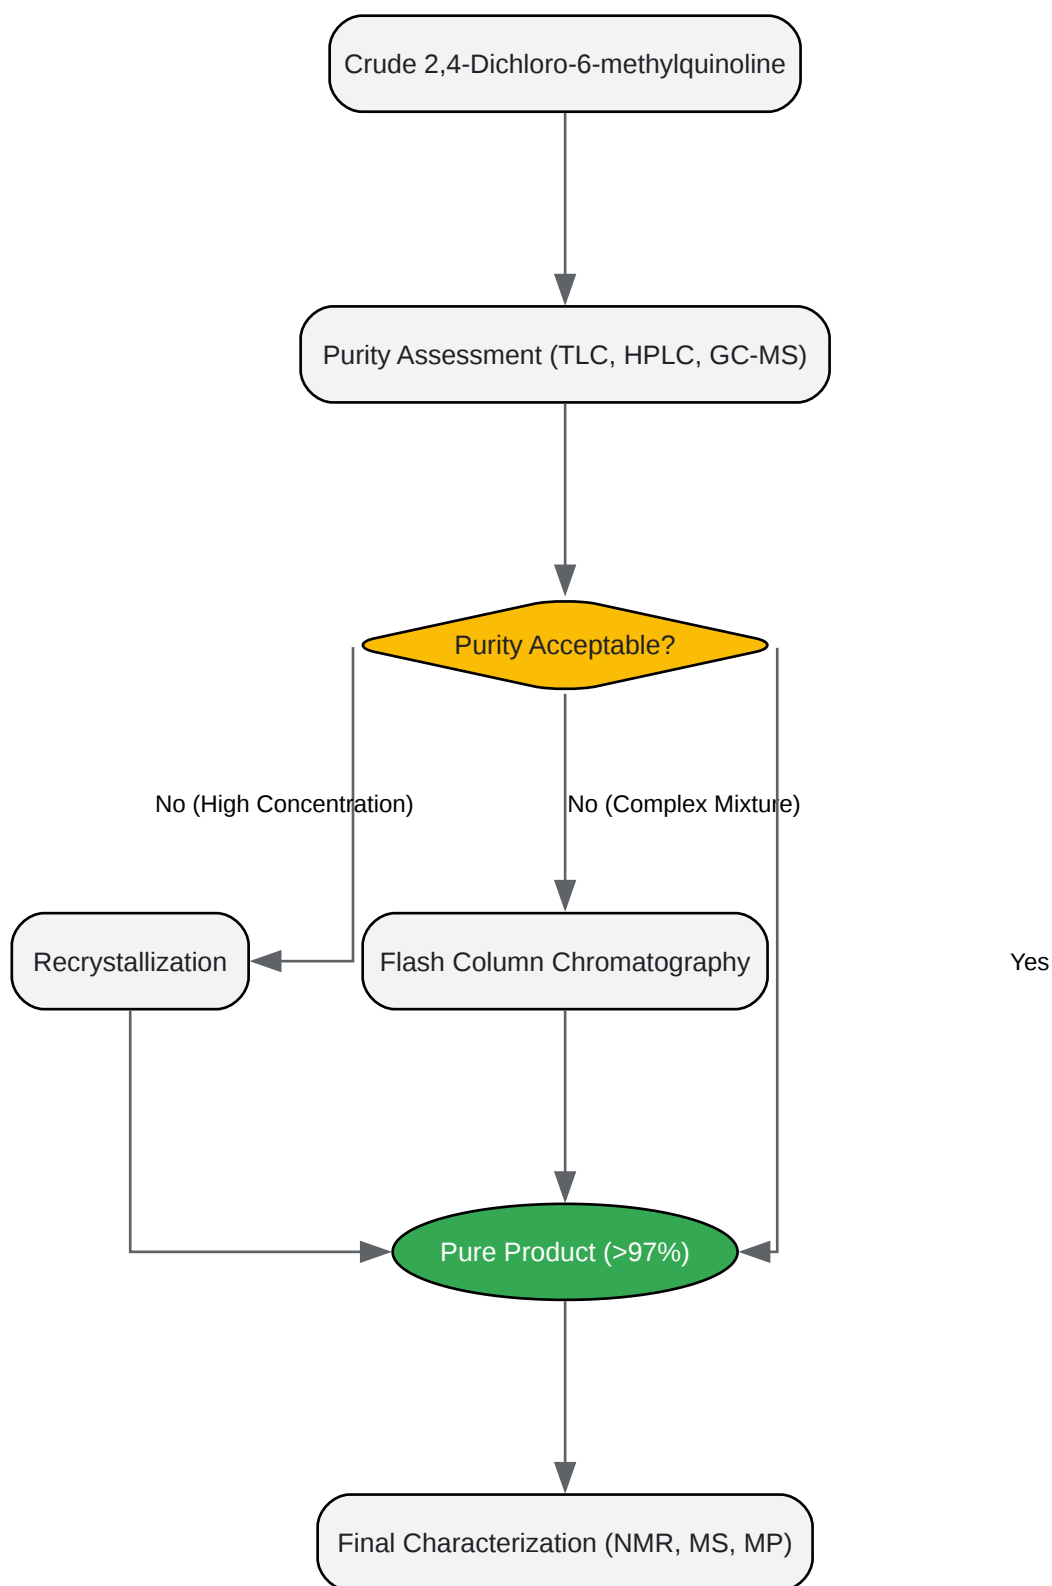 Crude 2,4-Dichloro-6-methylquinoline
Purity Assessment (TLC, HPLC, GC-MS)
Purity Acceptable?
No (High Concentration)
No (Complex Mixture)
Recrystallization
Flash Column Chromatography
Yes
Pure Product (>97%)
Final Characterization (NMR, MS, MP)